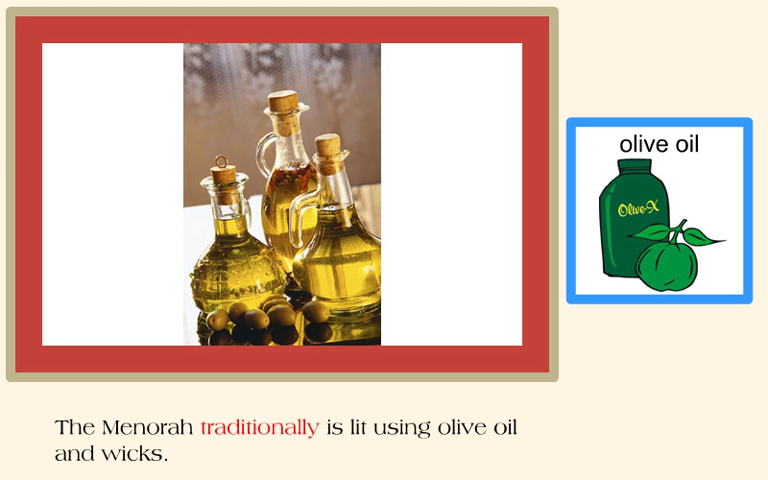 olive oil
Olive-X
The Menorah traditionally is lit using olive oil
and wicks.